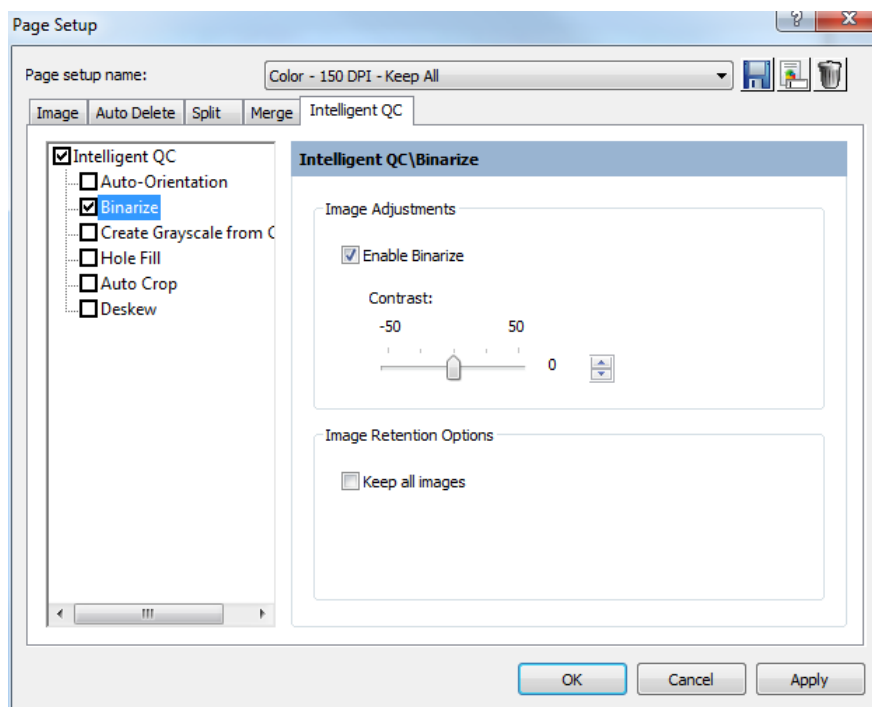 Page Setup
Page setup name:
Color - 150 DPI - Keep All
Image Auto Delete Split Merge Intelligent QC
Intelligent QC
Auto-Orientation
Binarize
Create Grayscale from C
Hole Fill
Auto Crop
Deskew
Intelligent QC\Binarize
Image Adjustments
Enable Binarize
Contrast:
-50 50
0
Image Retention Options
Keep all images
OK Cancel Apply